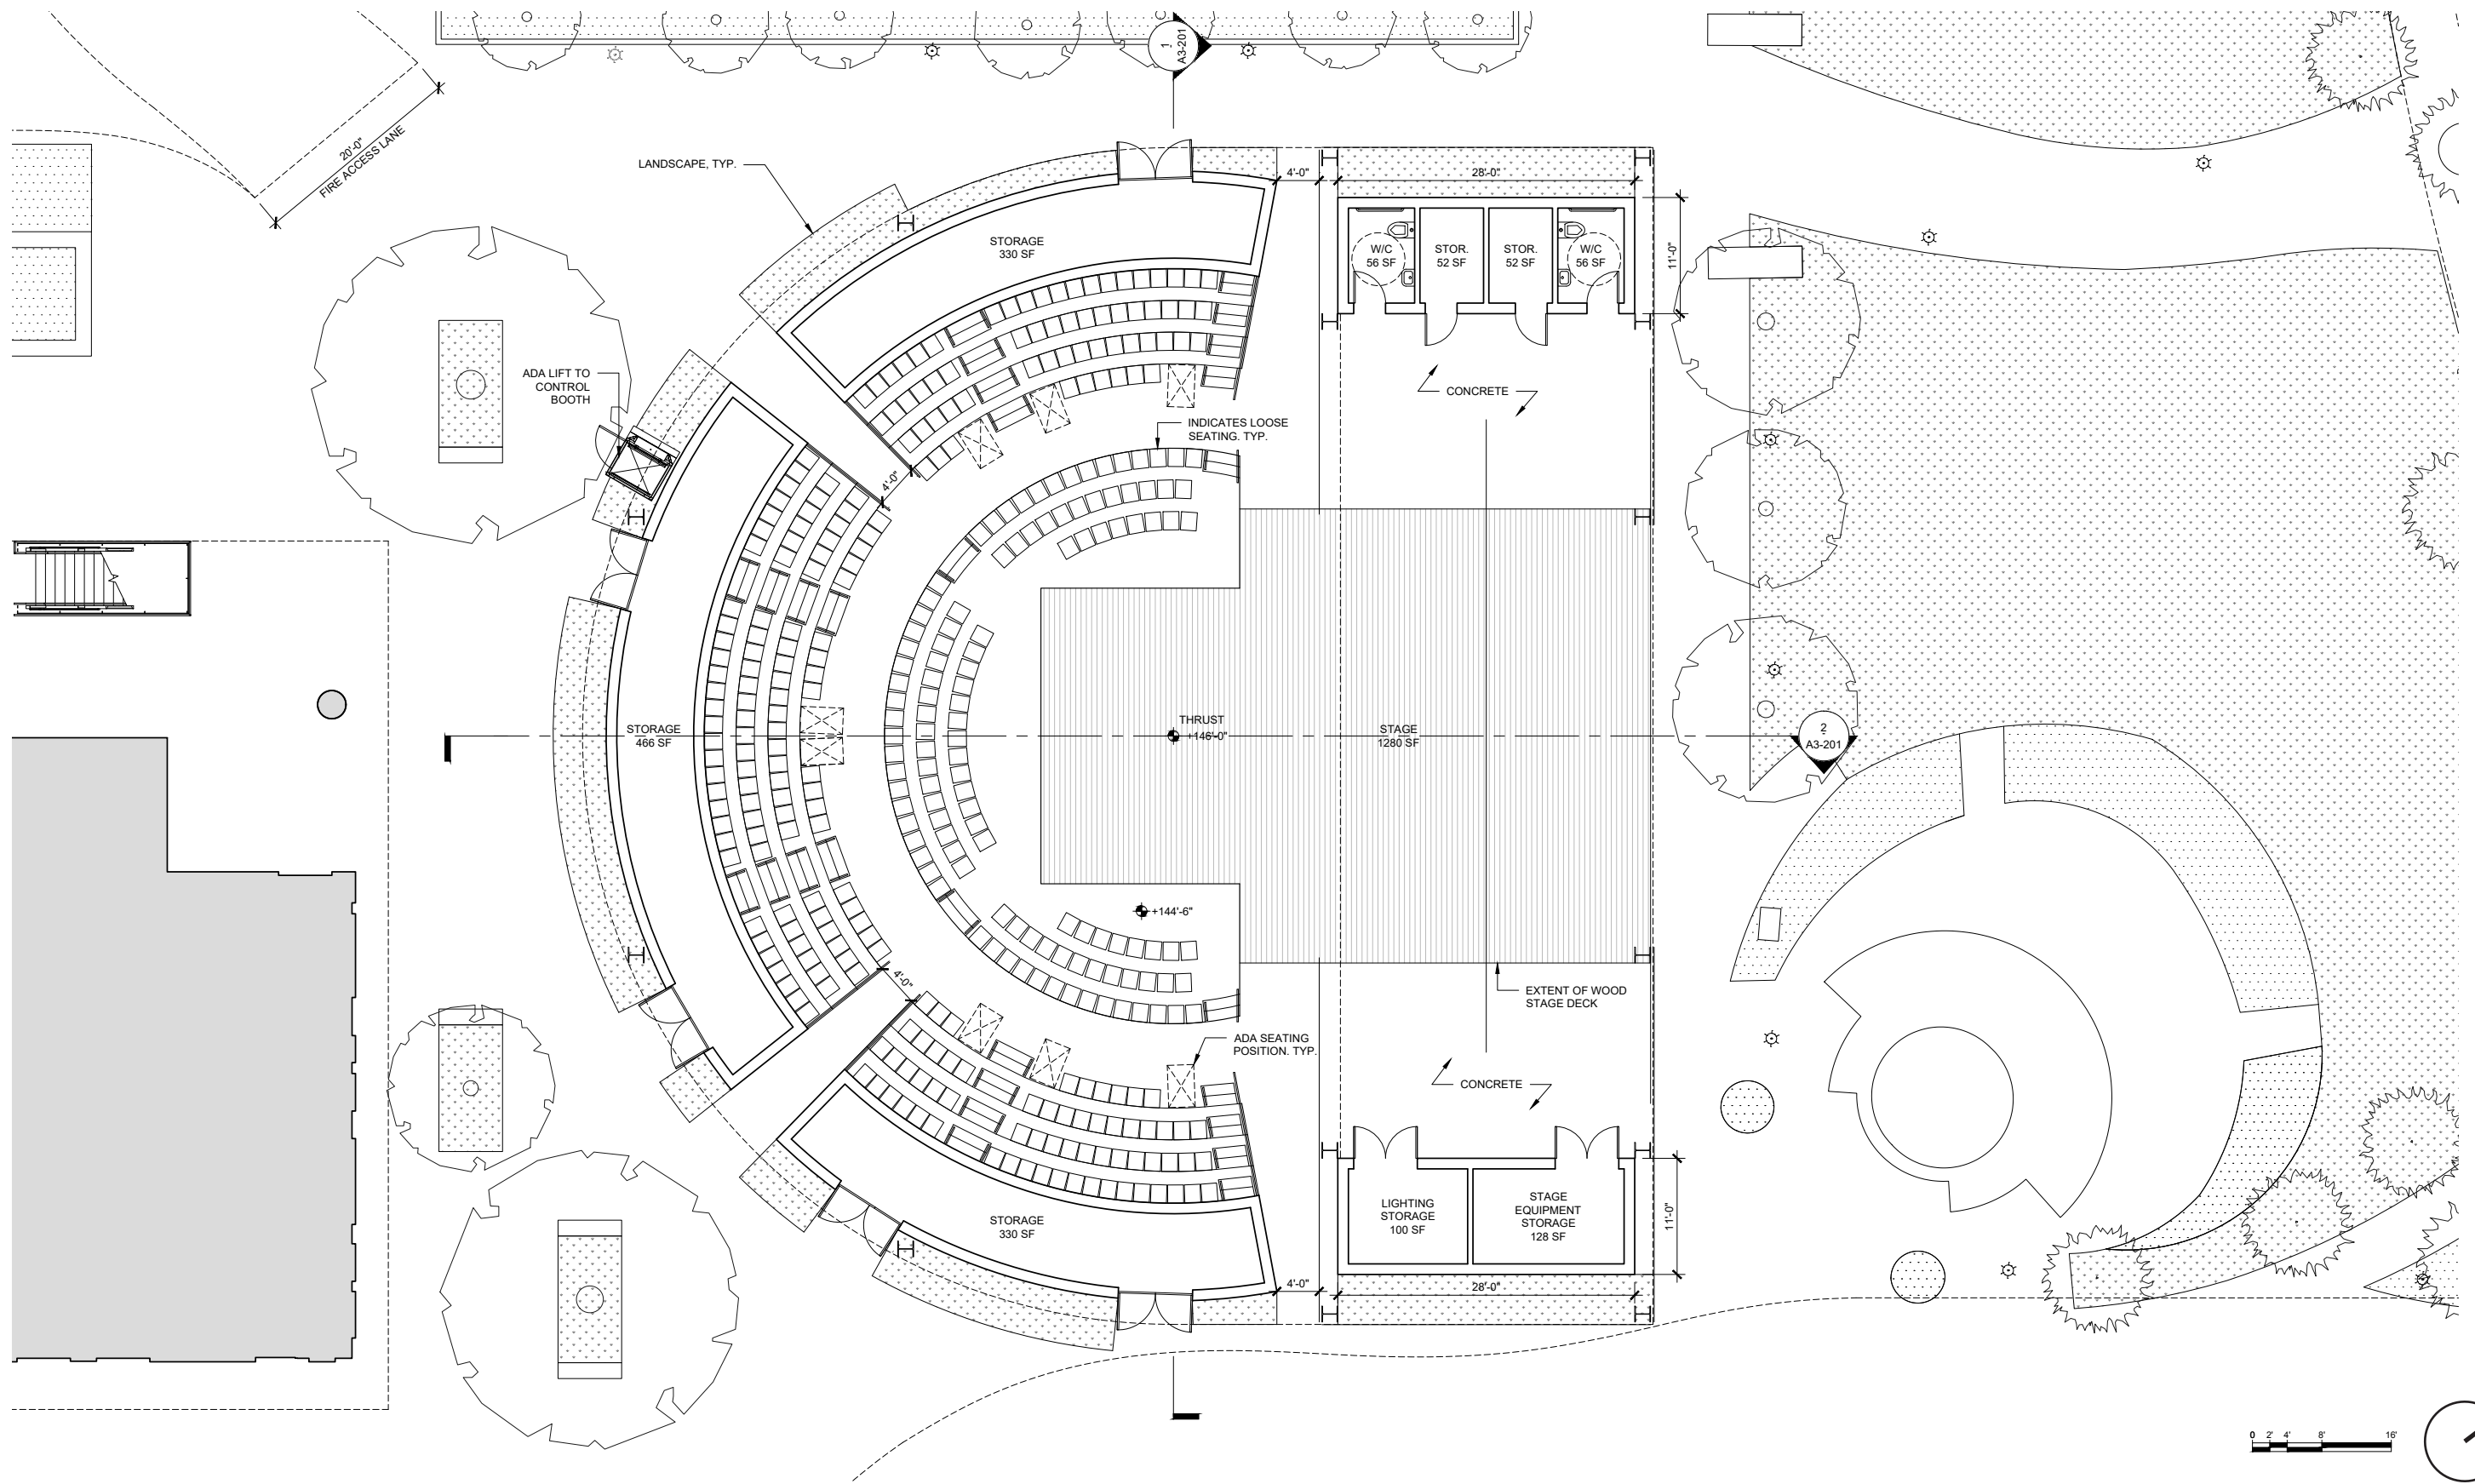 1
A3-201
20'-0"
FIRE ACCESS LANE
LANDSCAPE, TYP.
4'-0"
28'-0"
STORAGE
330 SF
W/C
56 SF
STOR.
52 SF
STOR.
52 SF
W/C
56 SF
11'-0"
ADA LIFT TO
CONTROL
BOOTH
CONCRETE
INDICATES LOOSE
SEATING. TYP.
4'-0"
STORAGE
466 SF
THRUST
+146'-0"
STAGE
1280 SF
2
A3-201
+144'-6"
4'-0"
EXTENT OF WOOD
STAGE DECK
ADA SEATING
POSITION. TYP.
CONCRETE
LIGHTING
STORAGE
100 SF
STAGE
EQUIPMENT
STORAGE
128 SF
11'-0"
STORAGE
330 SF
4'-0"
28'-0"
0 2' 4' 8' 16'